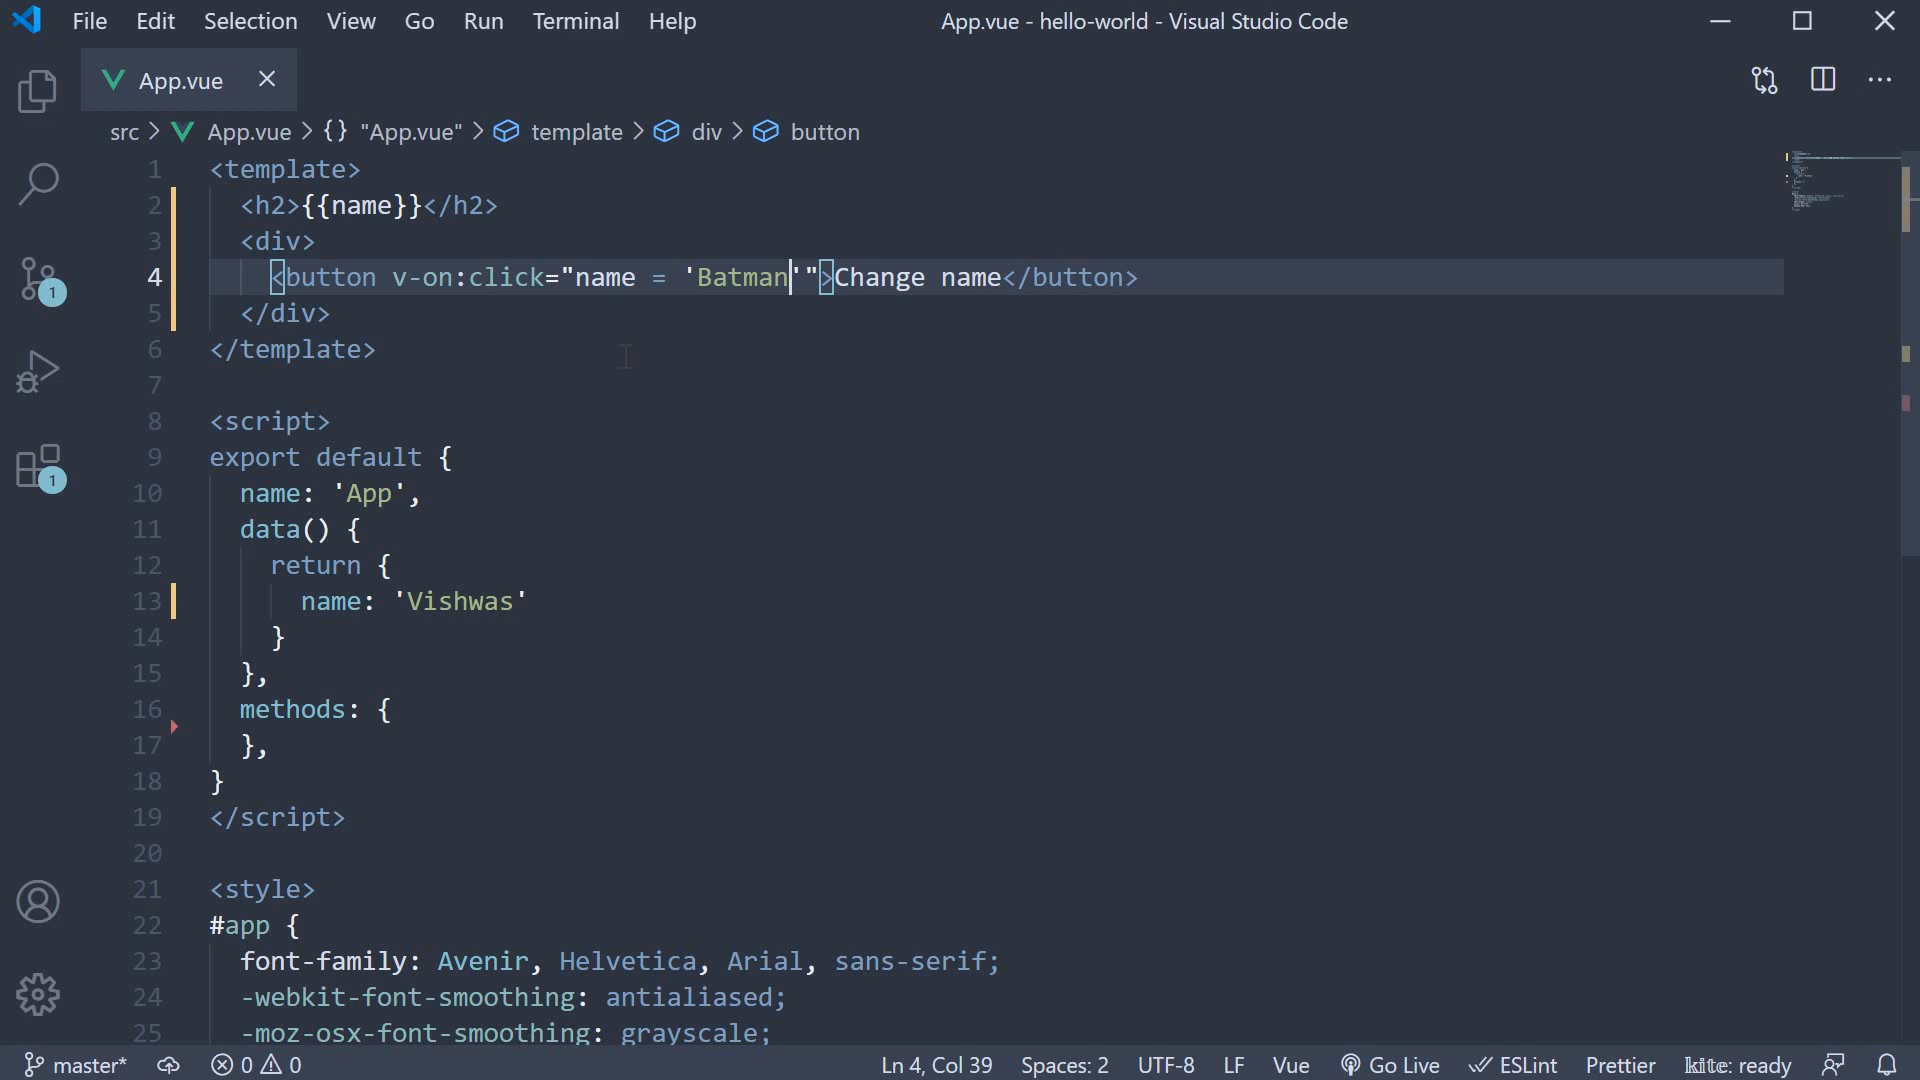 File Edit Selection View Go Run Terminal Help App.vue - hello-world - Visual Studio Code
App.vue
src > App.vue > {} "App.vue" > template > div > button
1 <template>
2 <h2>{{name}}</h2>
3 <div>
4 <button v-on:click="name = 'Batman'">Change name</button>
5 </div>
6 </template>
7
8 <script>
9 export default {
10 name: 'App',
11 data() {
12 return {
13 name: 'Vishwas'
14 }
15 },
16 methods: {
17 },
18 }
19 </script>
20
21 <style>
22 #app {
23 font-family: Avenir, Helvetica, Arial, sans-serif;
24 -webkit-font-smoothing: antialiased;
25 -moz-osx-font-smoothing: grayscale;
1
1
master* 0 0 Ln 4, Col 39 Spaces: 2 UTF-8 LF Vue Go Live ESLint Prettier kite: ready